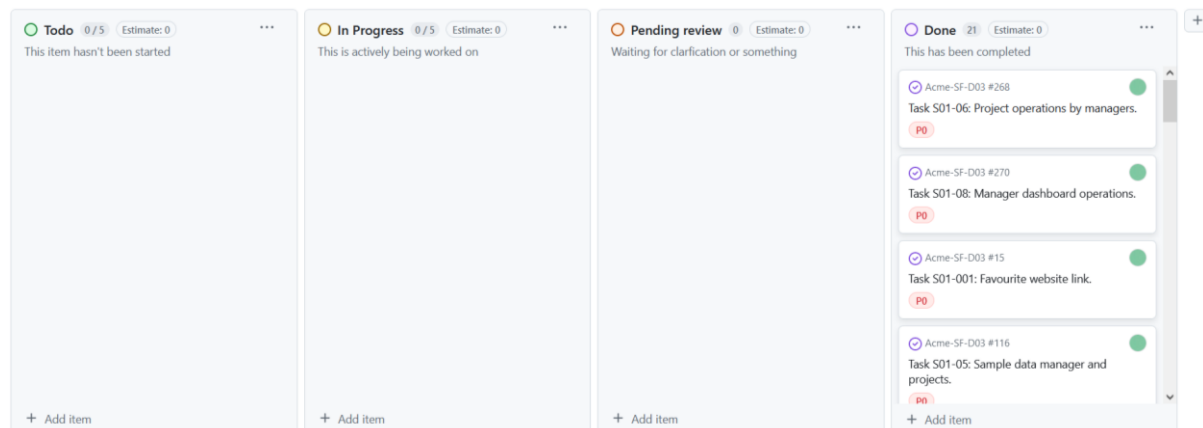 Todo 0 / 5 Estimate: 0
This item hasn't been started
+ Add item
In Progress 0 / 5 Estimate: 0
This is actively being worked on
+ Add item
Pending review 0 Estimate: 0
Waiting for clarfication or something
+ Add item
Done 21 Estimate: 0
This has been completed
Acme-SF-D03 #268
Task S01-06: Project operations by managers.
P0
Acme-SF-D03 #270
Task S01-08: Manager dashboard operations.
P0
Acme-SF-D03 #15
Task S01-001: Favourite website link.
P0
Acme-SF-D03 #116
Task S01-05: Sample data manager and
projects.
P0
+ Add item